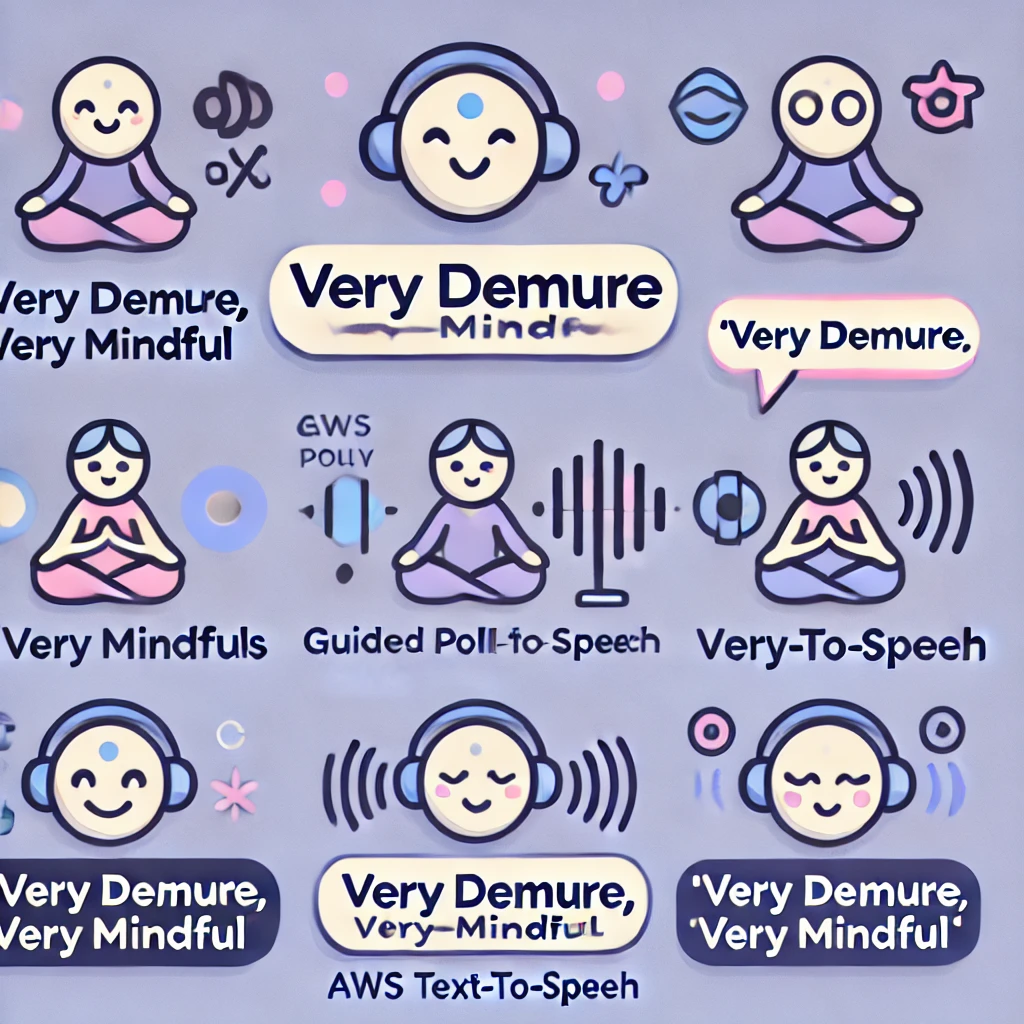 Very Demure,
Very Mindful
Very Demure
Mindf
'Very Demure.
GWS
POLLY
'Very Mindfuls
Guided Poll-to-Speech
Very-To-Speeh
Very Demure,
Very Mindful
Very Demure,
Very-Mindful
AWS Text-To-Speeh
'Very Demure,
'Very Mindful'